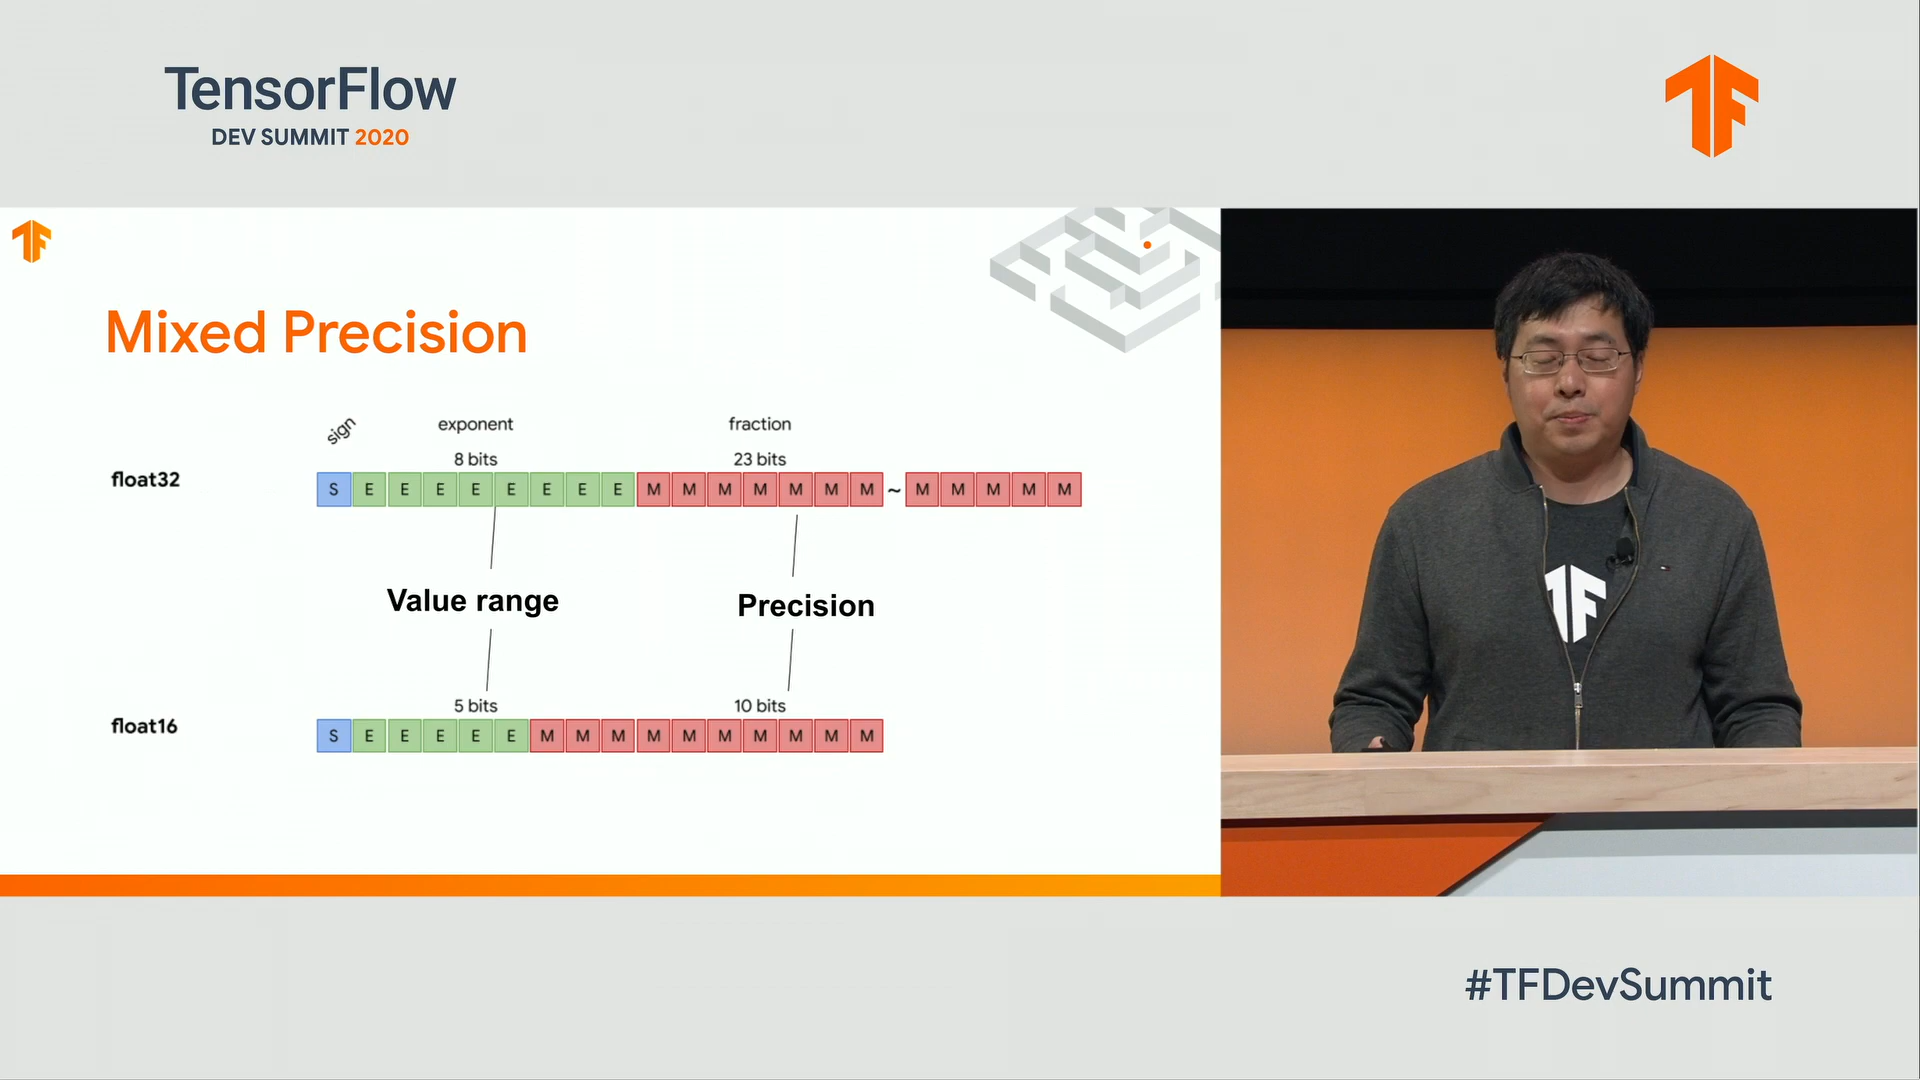 TensorFlow
DEV SUMMIT 2020
Mixed Precision
sign
exponent
fraction
8 bits
23 bits
float32
S E E E E E E E E M M M M M M M ~ M M M M M
Value range
Precision
5 bits
10 bits
float16
S E E E E E M M M M M M M M M M
TF
#TFDevSummit